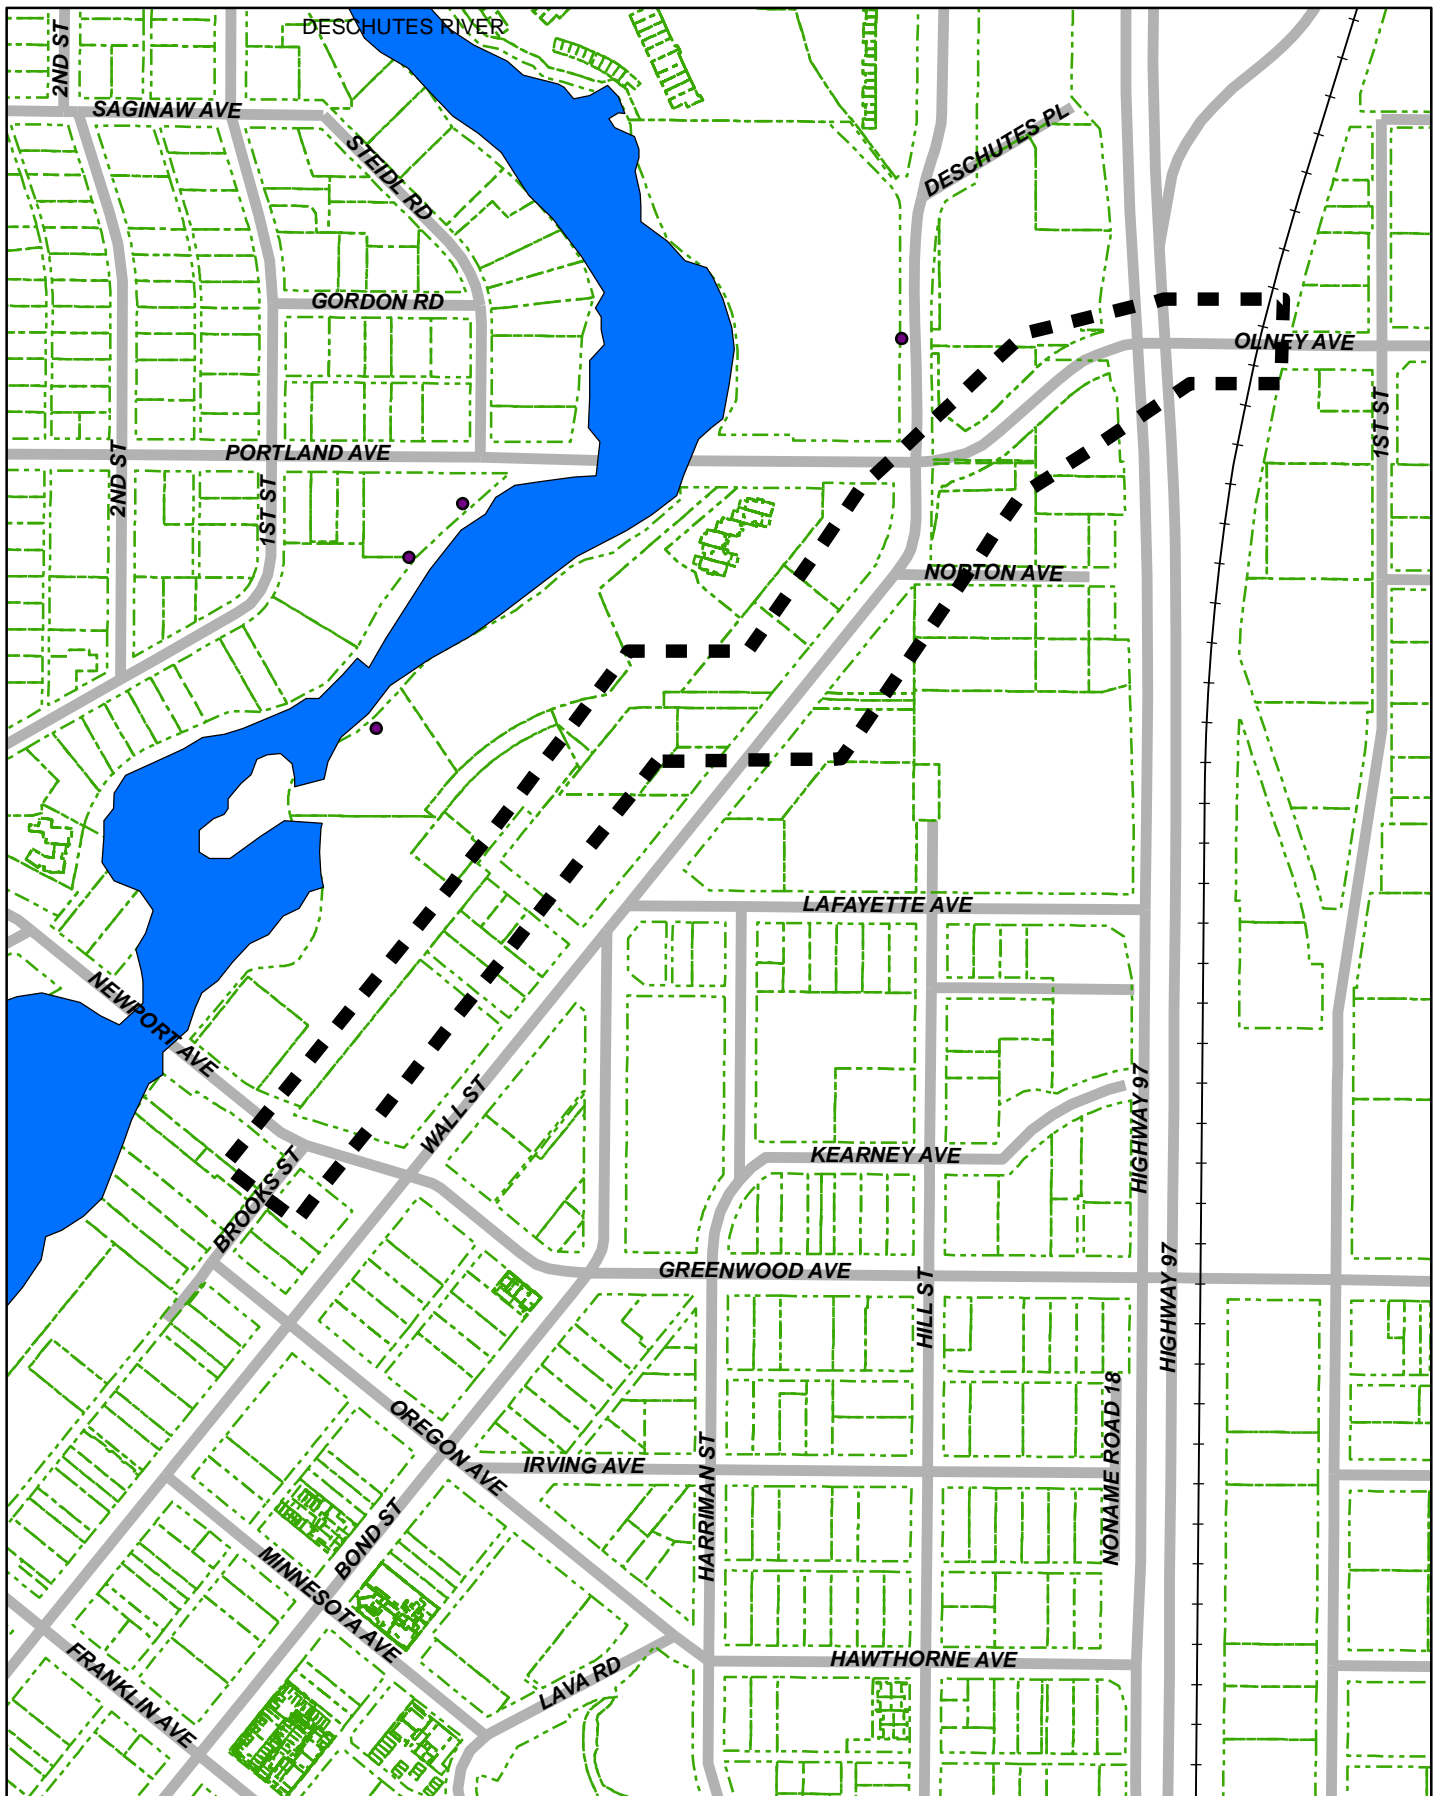 DESCHUTES RIVER
2ND ST
SAGINAW AVE
STEIDL RD
DESCHUTES PL
GORDON RD
OLNEY AVE
1ST ST
PORTLAND AVE
2ND ST
1ST ST
NORTON AVE
LAFAYETTE AVE
NEWPORT AVE
WALL ST
HIGHWAY 97
KEARNEY AVE
BROOKS ST
GREENWOOD AVE
HIGHWAY 97
HILL ST
NONAME ROAD 18
OREGON AVE
IRVING AVE
HARRIMAN ST
BOND ST
MINNESOTA AVE
FRANKLIN AVE
LAVA RD
HAWTHORNE AVE